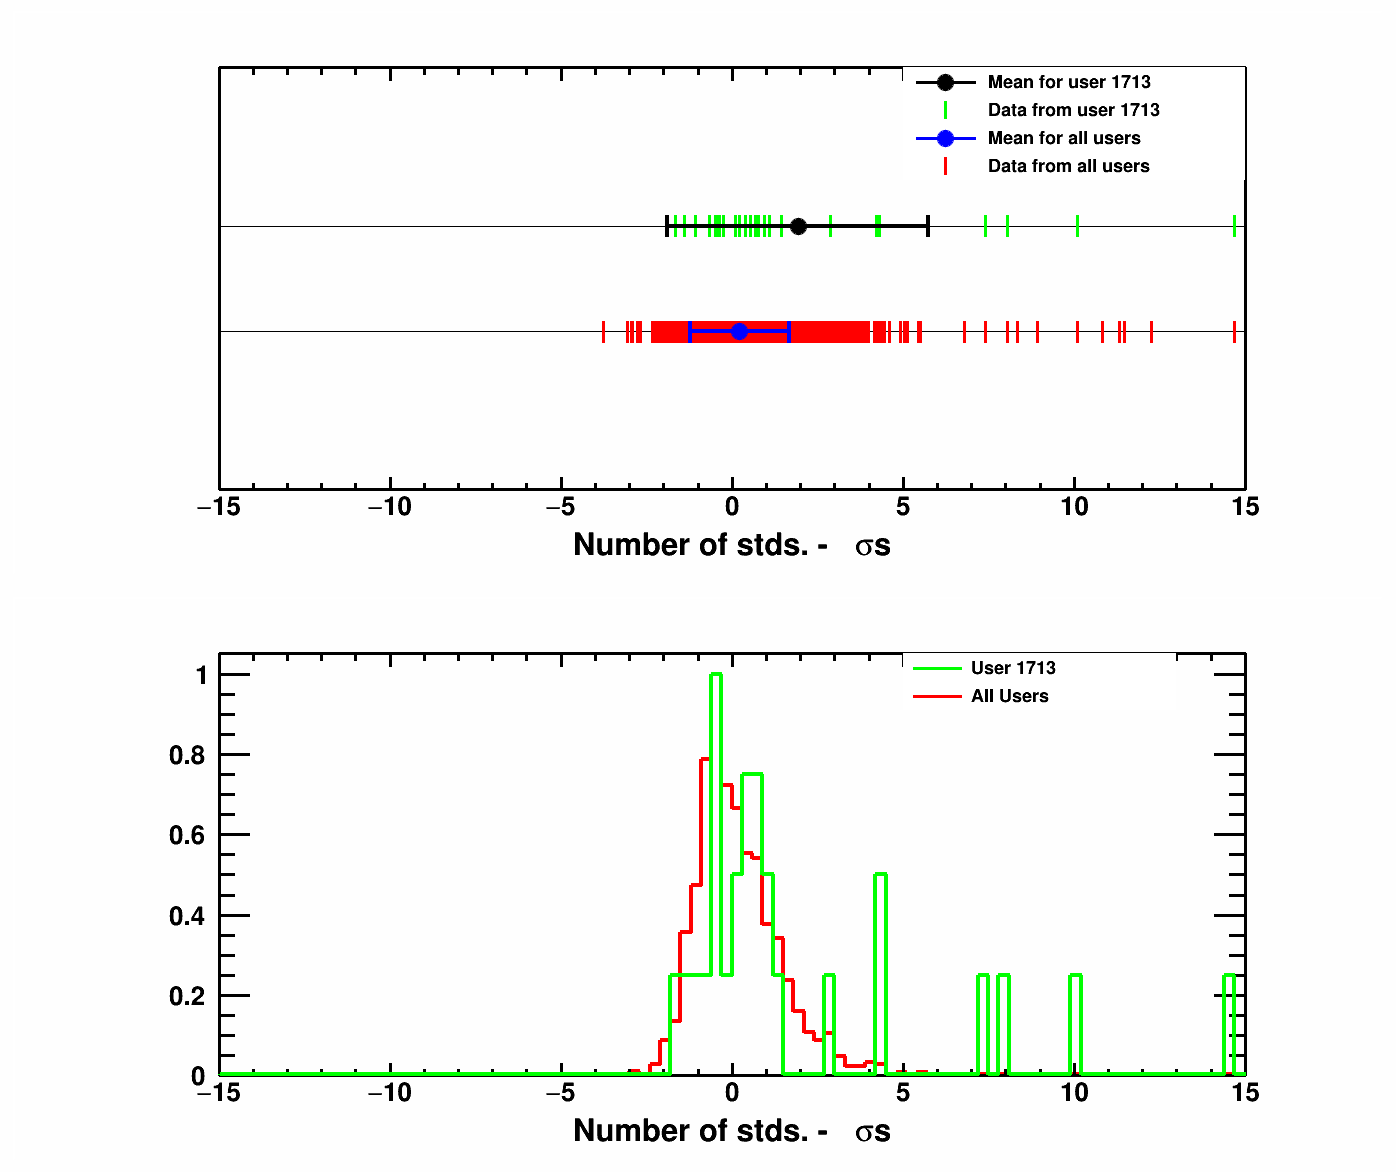 Mean for user 1713
Data from user 1713
Mean for all users
Data from all users
−15 −10 −5 0 5 10 15
Number of stds. - σs
User 1713
All Users
1
0.8
0.6
0.4
0.2
0
−15 −10 −5 0 5 10 15
Number of stds. - σs